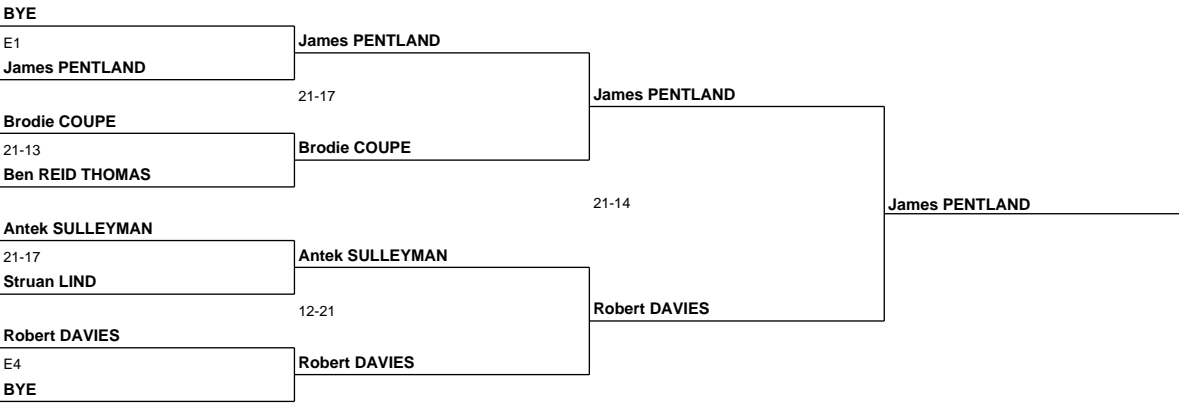 BYE
E1
James PENTLAND
Brodie COUPE
21-13
Ben REID THOMAS
Antek SULLEYMAN
21-17
Struan LIND
Robert DAVIES
E4
BYE
James PENTLAND
21-17
Brodie COUPE
Antek SULLEYMAN
12-21
Robert DAVIES
James PENTLAND
21-14
Robert DAVIES
James PENTLAND